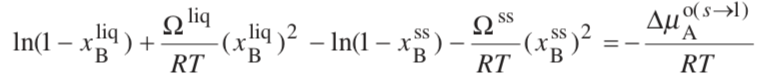 ln(1 − x_B^liq) + Ω^liq/RT (x_B^liq)² − ln(1 − x_B^ss) − Ω^ss/RT (x_B^ss)² = − Δμ_A^o(s→l)/RT